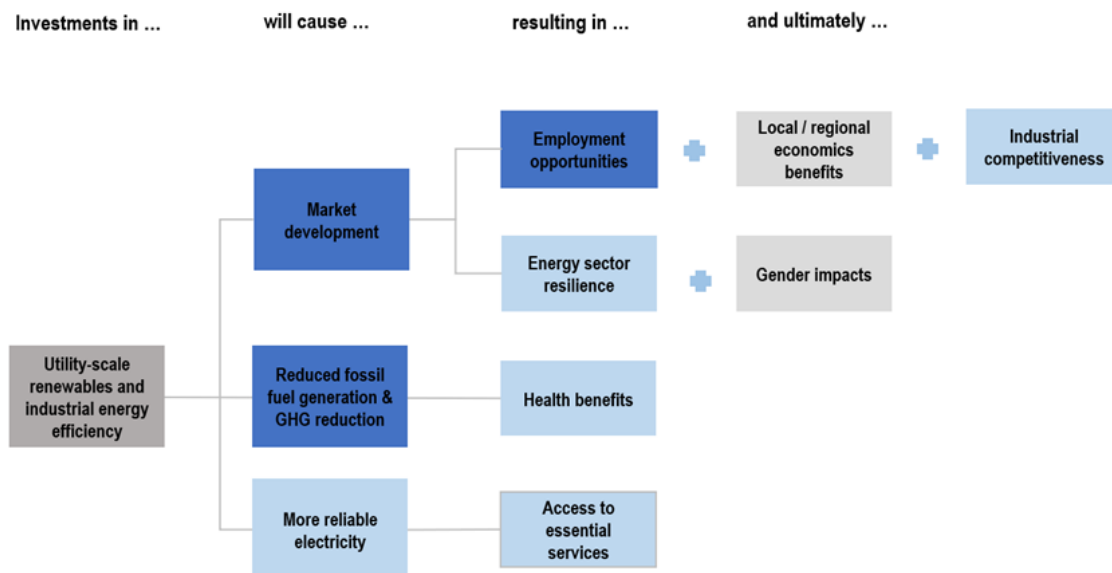 Investments in ...
will cause ...
resulting in ...
and ultimately ...
Employment
opportunities
Local / regional
economics
benefits
Industrial
competitiveness
Market
development
Energy sector
resilience
Gender impacts
Utility-scale
renewables and
industrial energy
efficiency
Reduced fossil
fuel generation &
GHG reduction
Health benefits
More reliable
electricity
Access to
essential
services